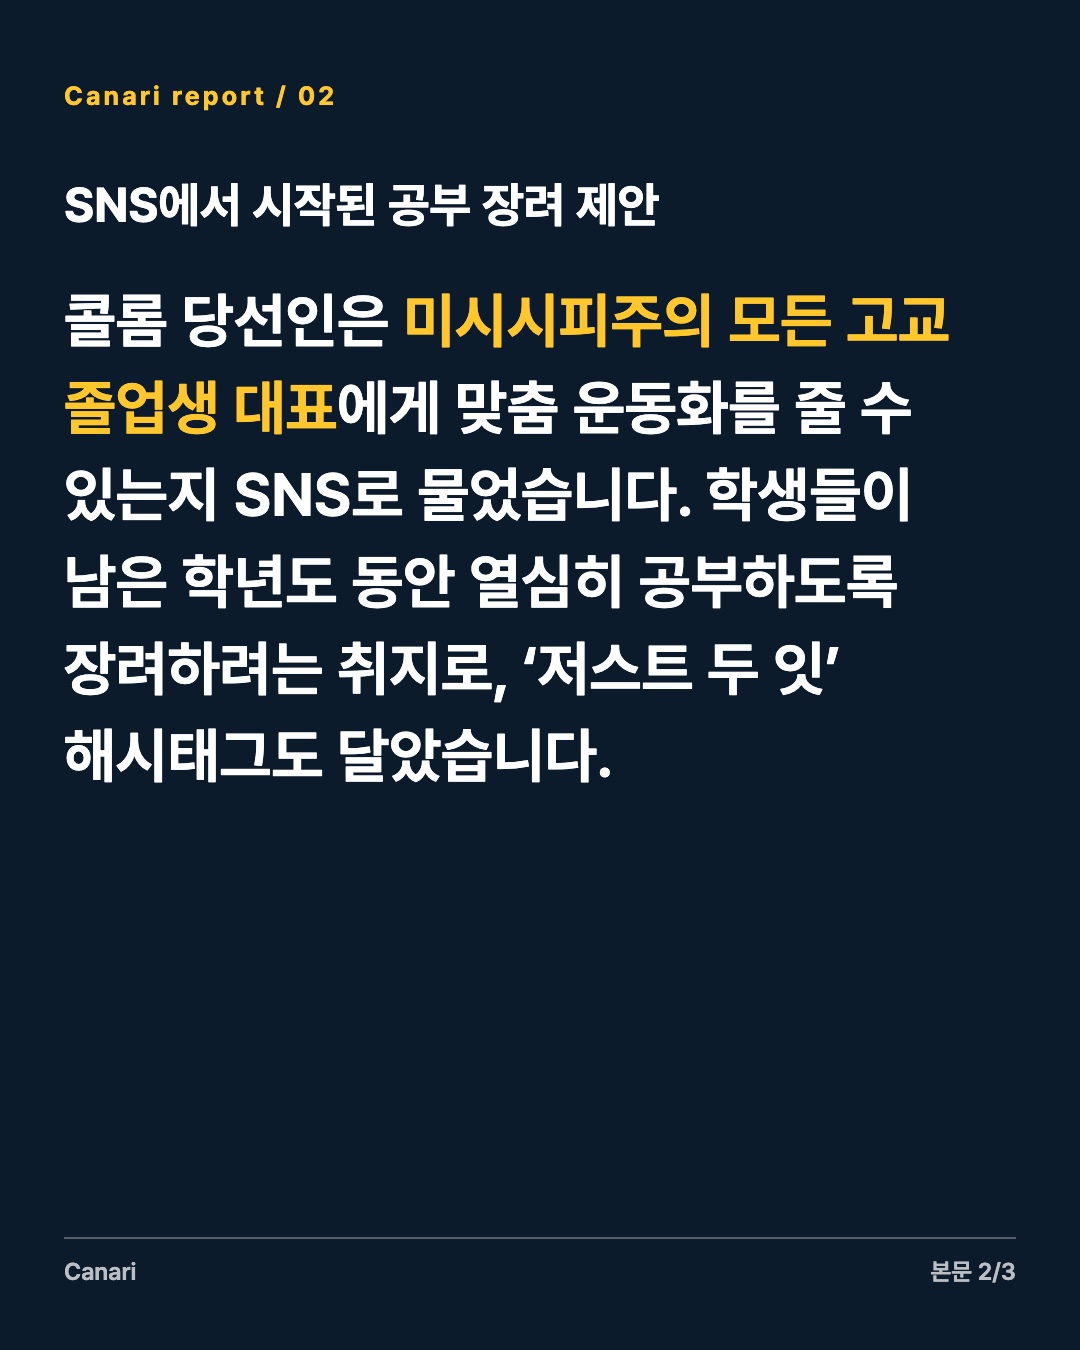 Canari report / 02
SNS에서 시작된 공부 장려 제안
콜롬 당선인은 미시시피주의 모든 고교
졸업생 대표에게 맞춤 운동화를 줄 수
있는지 SNS로 물었습니다. 학생들이
남은 학년도 동안 열심히 공부하도록
장려하려는 취지로, ‘저스트 두 잇’
해시태그도 달았습니다.
Canari
본문 2/3